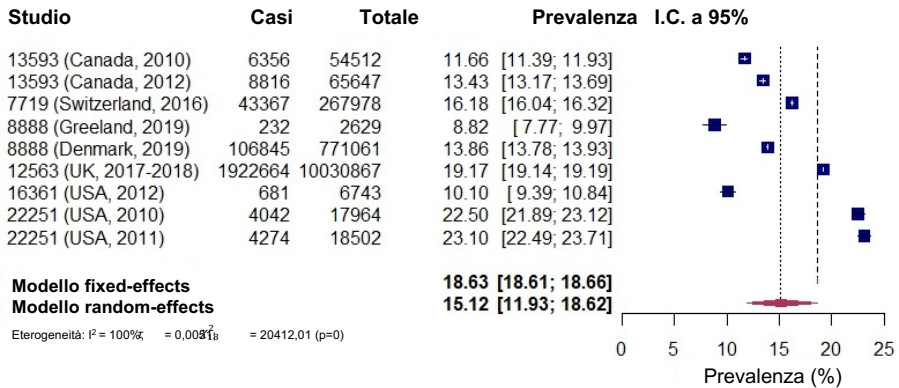 Studio Casi Totale Prevalenza I.C. a 95%
13593 (Canada, 2010) 6356 54512 11.66 [11.39; 11.93]
13593 (Canada, 2012) 8816 65647 13.43 [13.17; 13.69]
7719 (Switzerland, 2016) 43367 267978 16.18 [16.04; 16.32]
8888 (Greeland, 2019) 232 2629 8.82 [ 7.77; 9.97]
8888 (Denmark, 2019) 106845 771061 13.86 [13.78; 13.93]
12563 (UK, 2017-2018) 1922664 10030867 19.17 [19.14; 19.19]
16361 (USA, 2012) 681 6743 10.10 [ 9.39; 10.84]
22251 (USA, 2010) 4042 17964 22.50 [21.89; 23.12]
22251 (USA, 2011) 4274 18502 23.10 [22.49; 23.71]
Modello fixed-effects 18.63 [18.61; 18.66]
Modello random-effects 15.12 [11.93; 18.62]
Eterogeneità: I² = 100% = = 20412,01 (p=0)
0 5 10 15 20 25
Prevalenza (%)